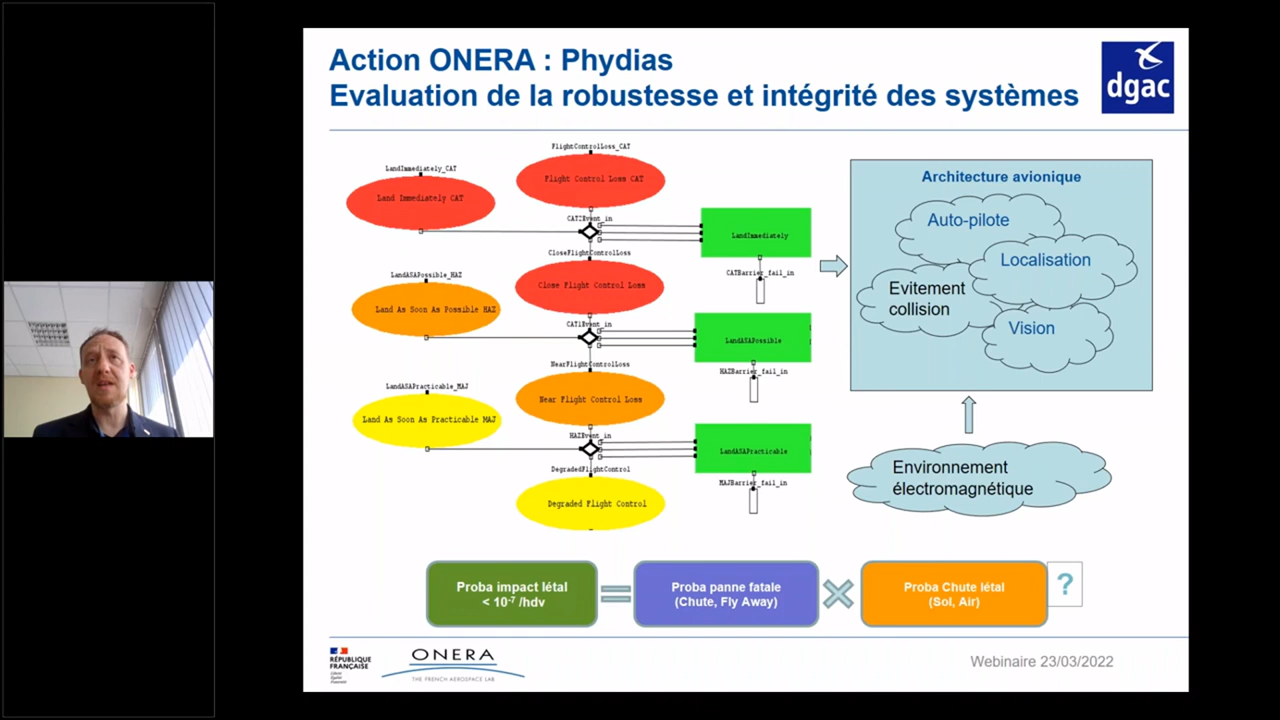 Action ONERA : Phydias
Evaluation de la robustesse et intégrité des systèmes
dgac
FlightControlLoss_CAT
Flight Control Loss CAT
LandImmediately_CAT
Land Immediately CAT
CATIEvent_in
LandImmediately
CloseFlightControlLoss
CATBarrier_fail_in
Close Flight Control Loss
LandASAPossible_HAZ
Land As Soon As Possible HAZ
CATIEvent_in
LandASAPossible
NearFlightControlLoss
HAZBarrier_fail_in
Near Flight Control Loss
LandASAPracticable_MAJ
Land As Soon As Practicable MAJ
HAZEvent_in
LandASAPracticable
DegradedFlightControl
MAJBarrier_fail_in
Degraded Flight Control
Architecture avionique
Auto-pilote
Localisation
Evitement
collision
Vision
Environnement
électromagnétique
Proba impact létal
< 10⁻⁷ /hdv
=
Proba panne fatale
(Chute, Fly Away)
×
Proba Chute létal
(Sol, Air)
?
RÉPUBLIQUE
FRANÇAISE
ONERA
THE FRENCH AEROSPACE LAB
Webinaire 23/03/2022